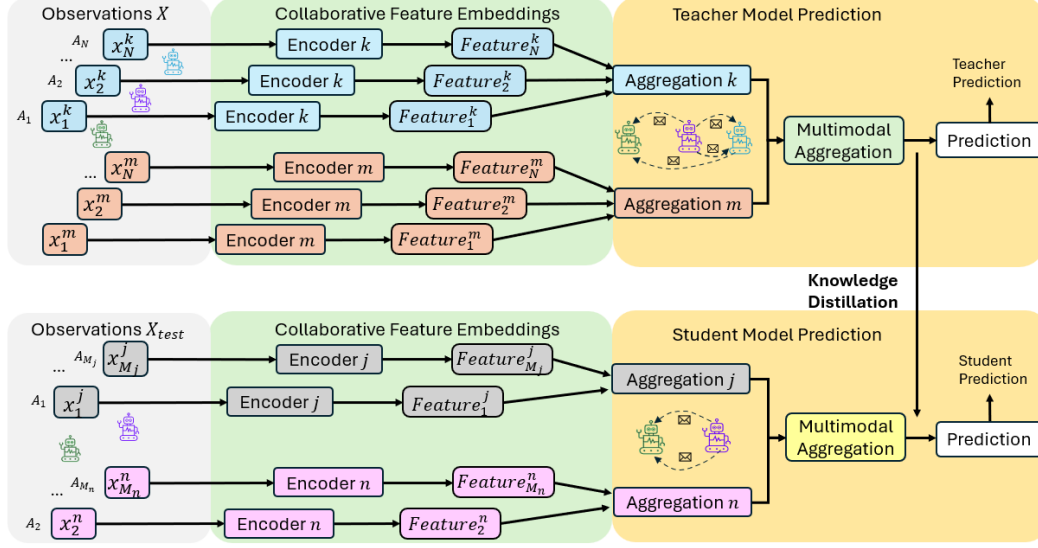 Observations X
Collaborative Feature Embeddings
Teacher Model Prediction
A_N x_N^k Encoder k Feature_N^k
...
A_2 x_2^k Encoder k Feature_2^k Aggregation k
A_1 x_1^k Encoder k Feature_1^k
Teacher
Prediction
Multimodal
Aggregation
Prediction
... x_N^m Encoder m Feature_N^m
x_2^m Encoder m Feature_2^m Aggregation m
x_1^m Encoder m Feature_1^m
Knowledge
Distillation
Observations X_test
Collaborative Feature Embeddings
Student Model Prediction
... A_{M_j} x_{M_j}^j Encoder j Feature_{M_j}^j
Aggregation j
A_1 x_1^j Encoder j Feature_1^j
Student
Prediction
Multimodal
Aggregation
Prediction
... A_{M_n} x_{M_n}^n Encoder n Feature_{M_n}^n
Aggregation n
A_2 x_2^n Encoder n Feature_2^n